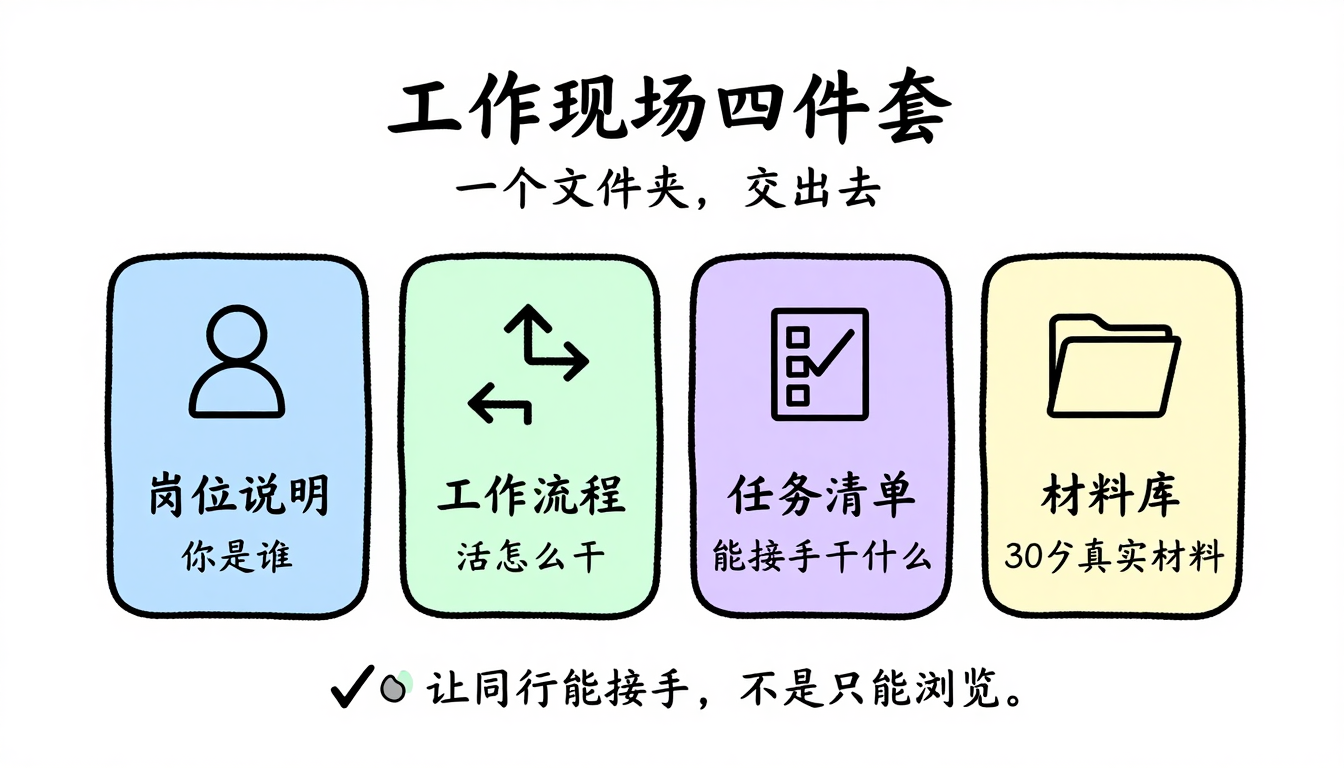 工作现场四件套
一个文件夹，交出去
岗位说明
你是谁
工作流程
活怎么干
任务清单
能接手干什么
材料库
30分真实材料
让同行能接手，不是只能浏览。